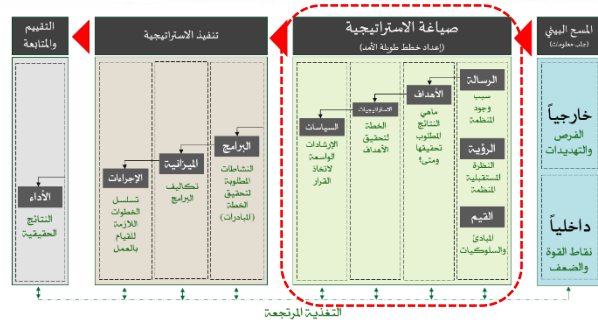 المسح البيئي
(جلب معلومات)
خارجياً
الفرص
والتهديدات
داخلياً
نقاط القوة
والضعف
صياغة الاستراتيجية
(إعداد خطط طويلة الأمد)
الرسالة
سبب
وجود
المنظمة
الرؤية
النظرة
المستقبلية
المنظمة
القيم
المبادئ
والسلوكيات
الأهداف
ماهي
النتائج
المطلوب
تحقيقها
ومتى؟
الاستراتيجيات
الخطة
لتحقيق
الأهداف
السياسات
الإرشادات
الواسعة
لاتخاذ
القرار
تنفيذ الاستراتيجية
البرامج
النشاطات
المطلوبة
لتحقيق
الخطة
(المبادرات)
الميزانية
تكاليف
البرامج
الإجراءات
تسلسل
الخطوات
اللازمة
للقيام
بالعمل
التقييم
والمتابعة
الأداء
النتائج
الحقيقية
التغذية المرتجعة